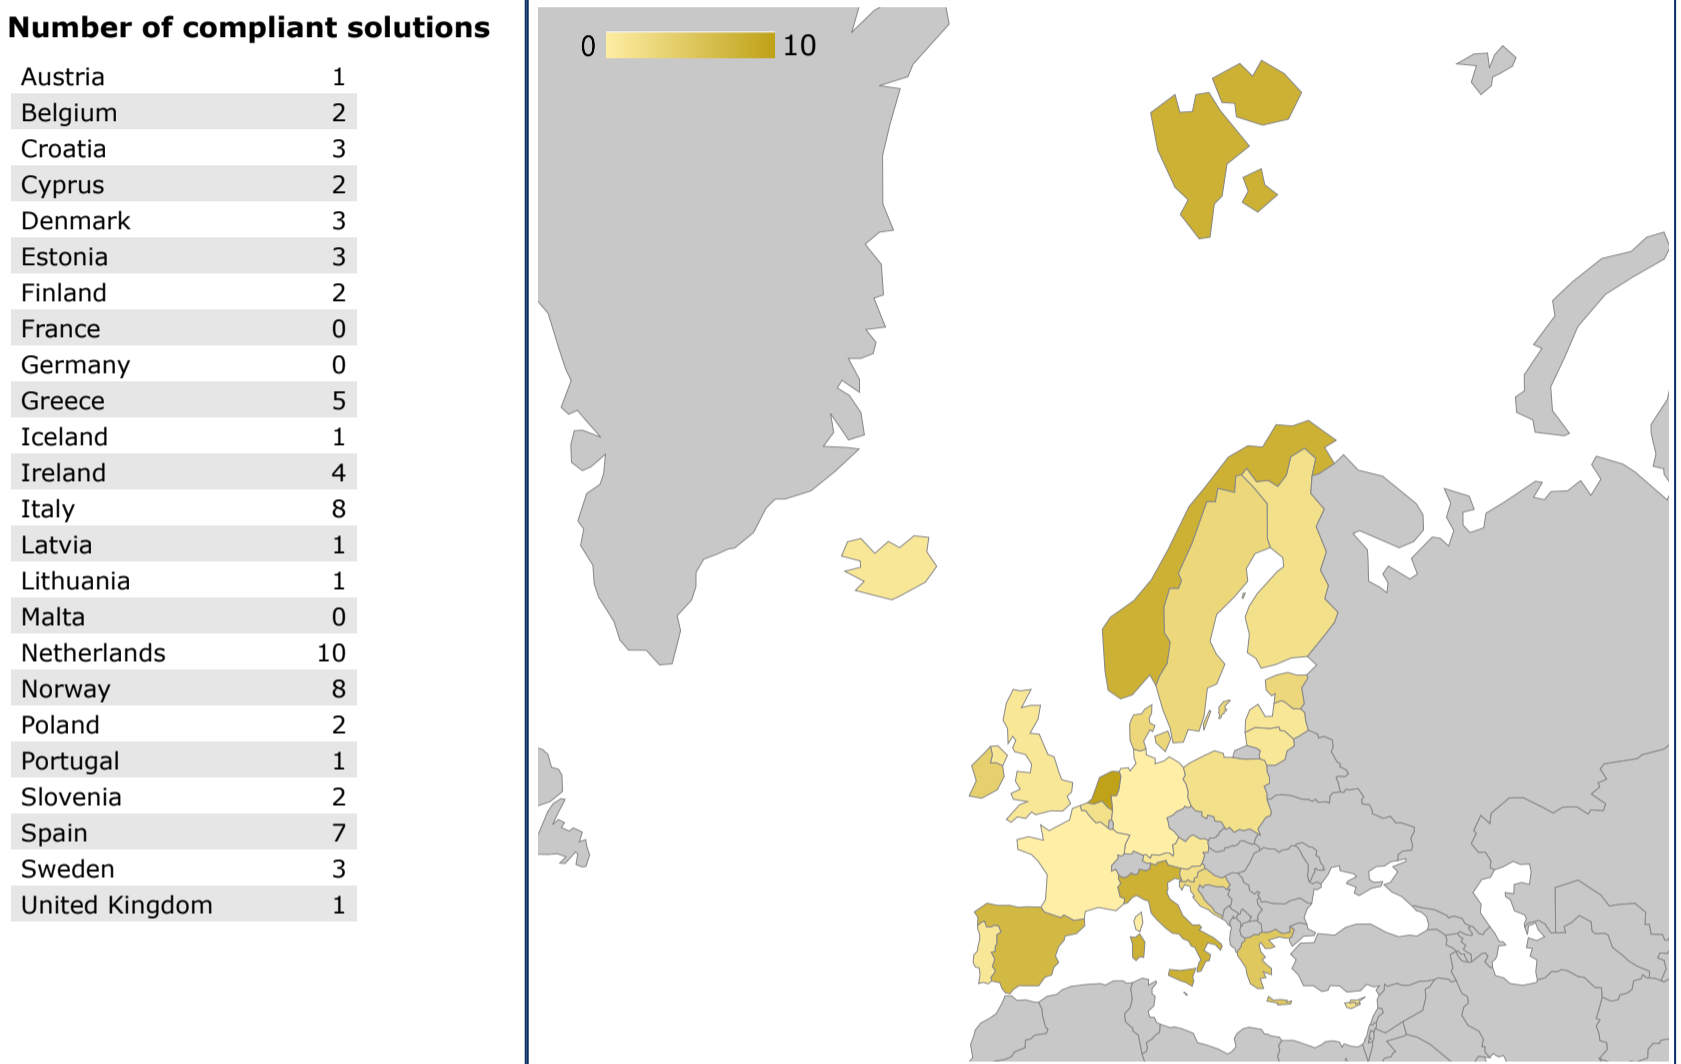 Number of compliant solutions
Austria 1
Belgium 2
Croatia 3
Cyprus 2
Denmark 3
Estonia 3
Finland 2
France 0
Germany 0
Greece 5
Iceland 1
Ireland 4
Italy 8
Latvia 1
Lithuania 1
Malta 0
Netherlands 10
Norway 8
Poland 2
Portugal 1
Slovenia 2
Spain 7
Sweden 3
United Kingdom 1
0 10